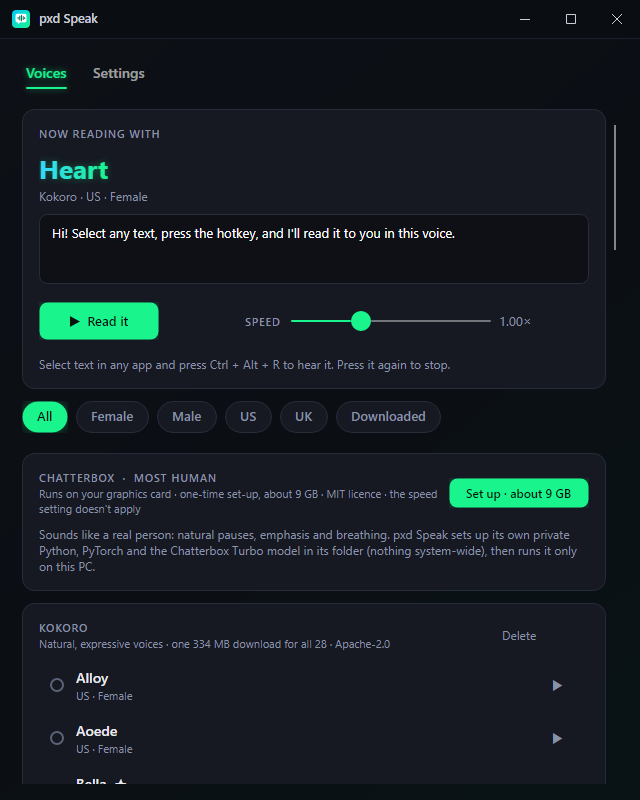 pxd Speak
Voices Settings
NOW READING WITH
Heart
Kokoro · US · Female
Hi! Select any text, press the hotkey, and I'll read it to you in this voice.
Read it SPEED 1.00×
Select text in any app and press Ctrl + Alt + R to hear it. Press it again to stop.
All Female Male US UK Downloaded
CHATTERBOX · MOST HUMAN
Runs on your graphics card · one-time set-up, about 9 GB · MIT licence · the speed
setting doesn't apply
Set up · about 9 GB
Sounds like a real person: natural pauses, emphasis and breathing. pxd Speak sets up its own private
Python, PyTorch and the Chatterbox Turbo model in its folder (nothing system-wide), then runs it only
on this PC.
KOKORO
Natural, expressive voices · one 334 MB download for all 28 · Apache-2.0
Delete
Alloy
US · Female
Aoede
US · Female
Bella